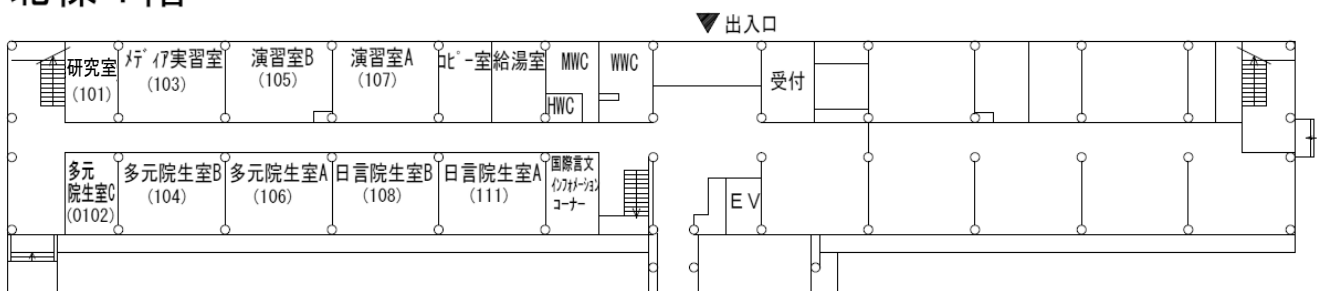 出入口
研究室
(101)
メディア実習室
(103)
演習室B
(105)
演習室A
(107)
コピー室
給湯室
MWC
HWC
WWC
受付
多元
院生室C
(0102)
多元院生室B
(104)
多元院生室A
(106)
日言院生室B
(108)
日言院生室A
(111)
国際言文
インフォメーション
コーナー
EV